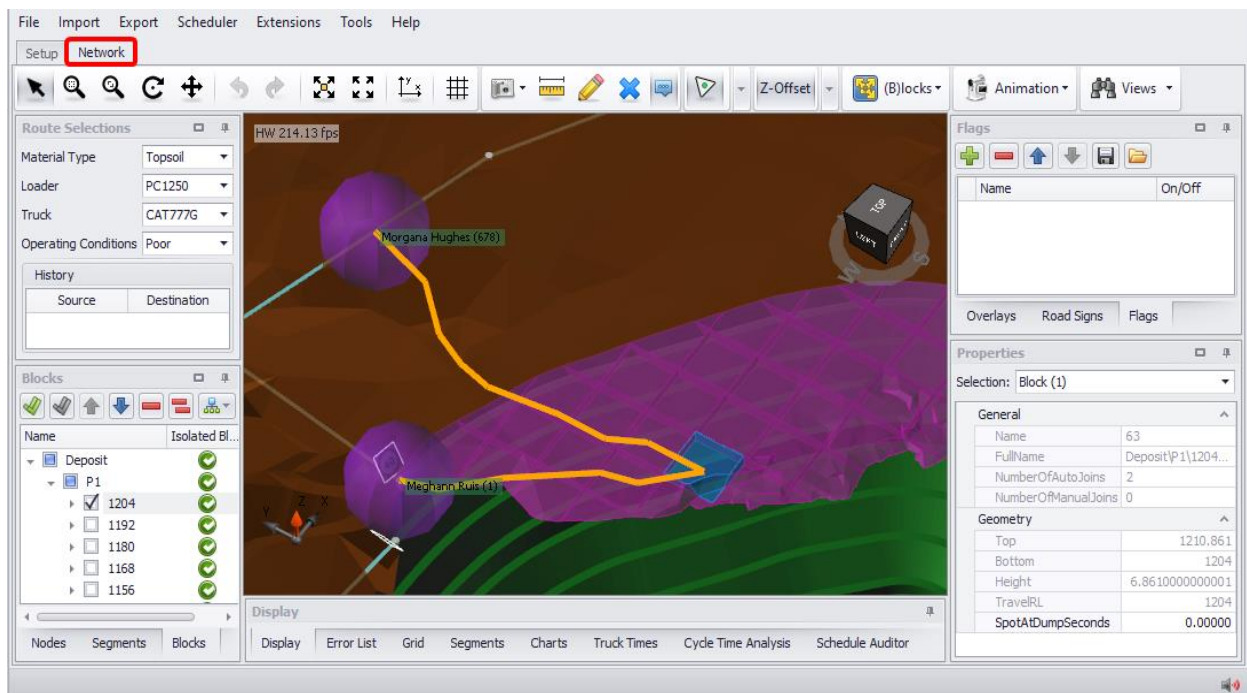 File Import Export Scheduler Extensions Tools Help
Setup Network
Z-Offset (B)locks Animation Views
Route Selections
Material Type Topsoil
Loader PC1250
Truck CAT777G
Operating Conditions Poor
History
Source Destination
Blocks
Name Isolated Bl...
Deposit
P1
1204
1192
1180
1168
1156
Nodes Segments Blocks
HW 214.13 fps
Morgana Hughes (678)
TOP
LEFT
W S
Meghann Ruis (1)
Z
Y X
Display
Display Error List Grid Segments Charts Truck Times Cycle Time Analysis Schedule Auditor
Flags
Name On/Off
Overlays Road Signs Flags
Properties
Selection: Block (1)
General
Name 63
FullName Deposit\P1\1204...
NumberOfAutoJoins 2
NumberOfManualJoins 0
Geometry
Top 1210.861
Bottom 1204
Height 6.8610000000001
TravelRL 1204
SpotAtDumpSeconds 0.00000